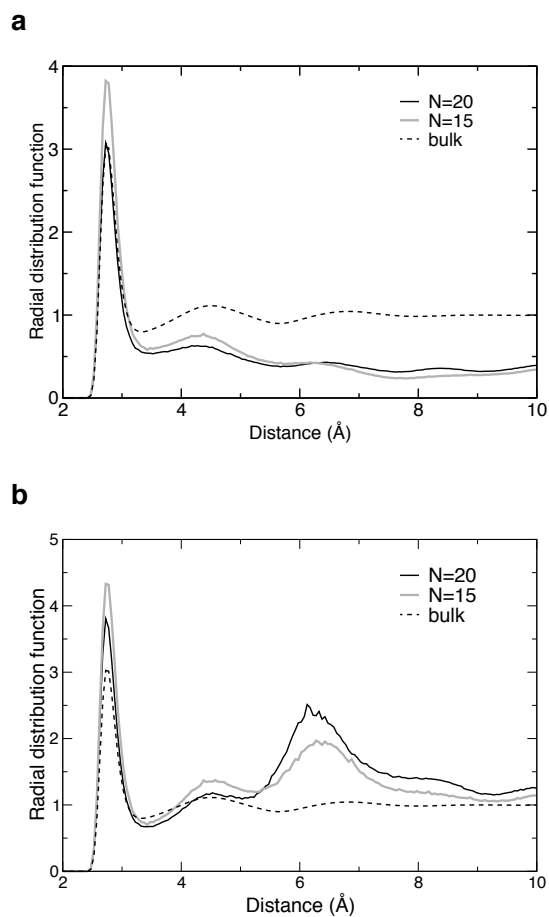 a
4
3
2
1
0
Radial distribution function
N=20
N=15
bulk
2
4
6
8
10
Distance (Å)
b
5
4
3
2
1
0
Radial distribution function
N=20
N=15
bulk
2
4
6
8
10
Distance (Å)